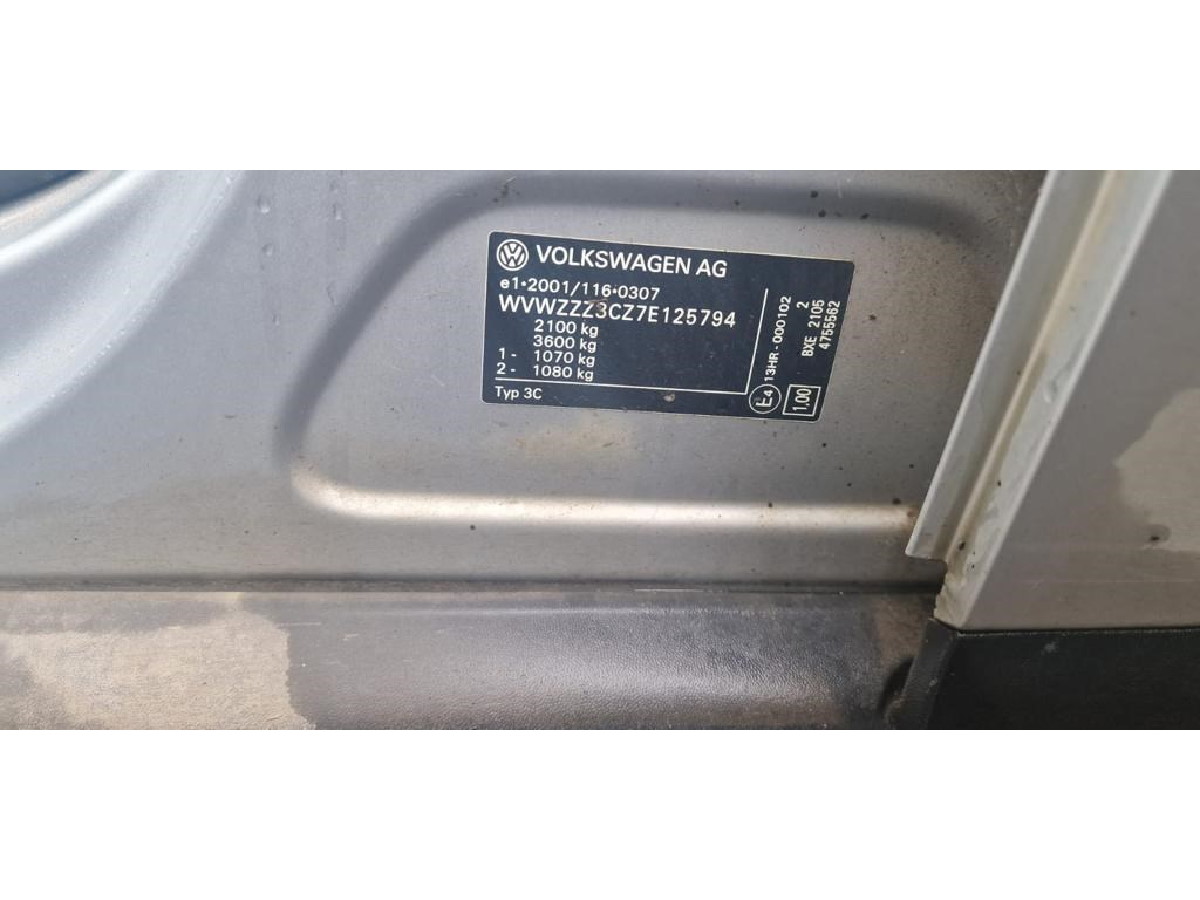 VOLKSWAGEN AG
e1*2001/116*0307
WVWZZZ3CZ7E125794
2100 kg
3600 kg
1 - 1070 kg
2 - 1080 kg
Typ 3C
E4 13HR - 000102
2
BXE 2105
4755562
1.00